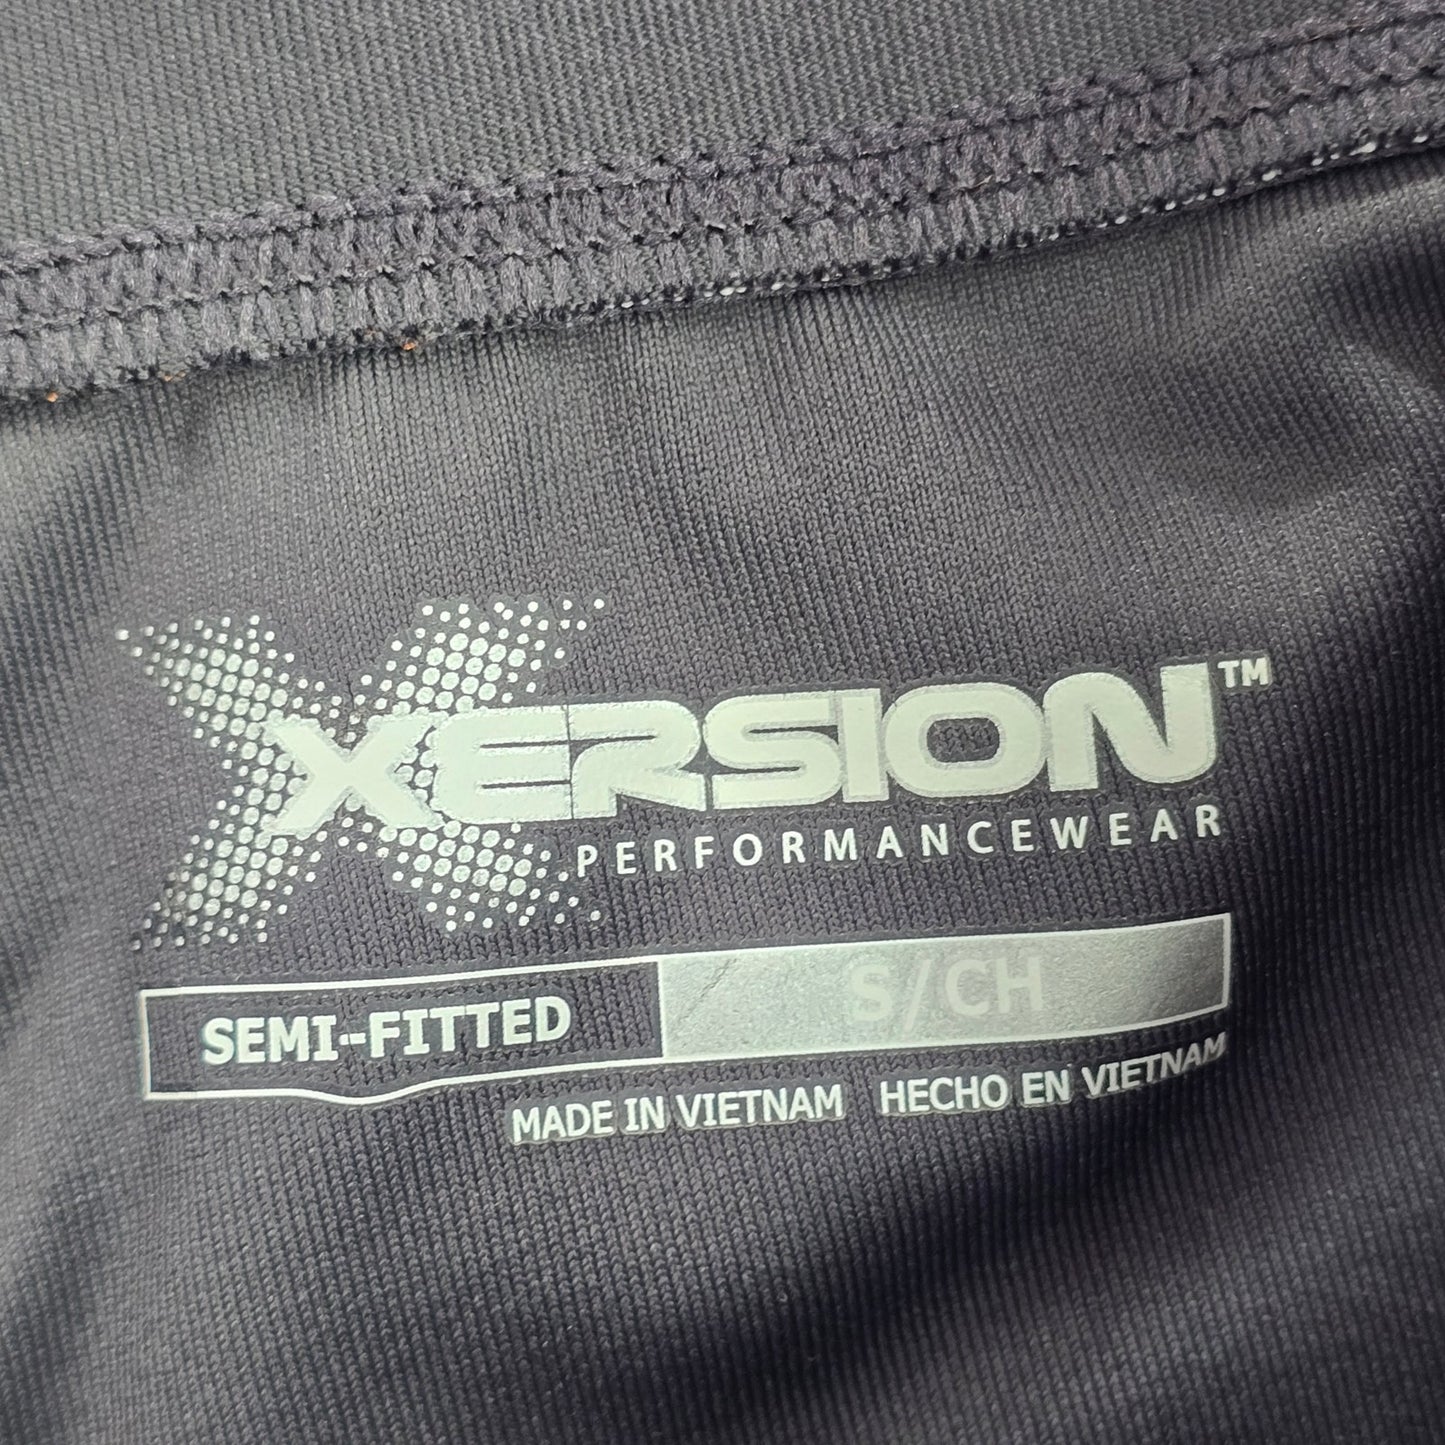 XERSION™
PERFORMANCEWEAR
SEMI-FITTED S/CH
MADE IN VIETNAM HECHO EN VIETNAM